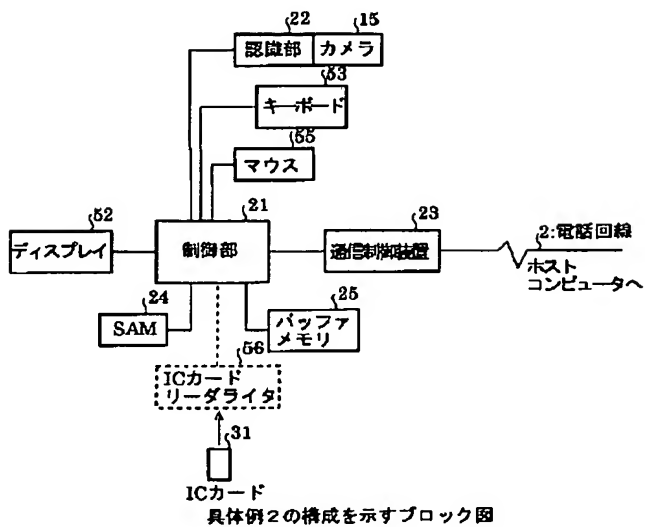 22
15
認識部
カメラ
53
キーボード
55
マウス
21
52
23
ディスプレイ
制御部
通信制御装置
2:電話回線
ホスト
コンピュータへ
24
25
SAM
バッファ
メモリ
56
ICカード
リーダライタ
31
ICカード
具体例2の構成を示すブロック図